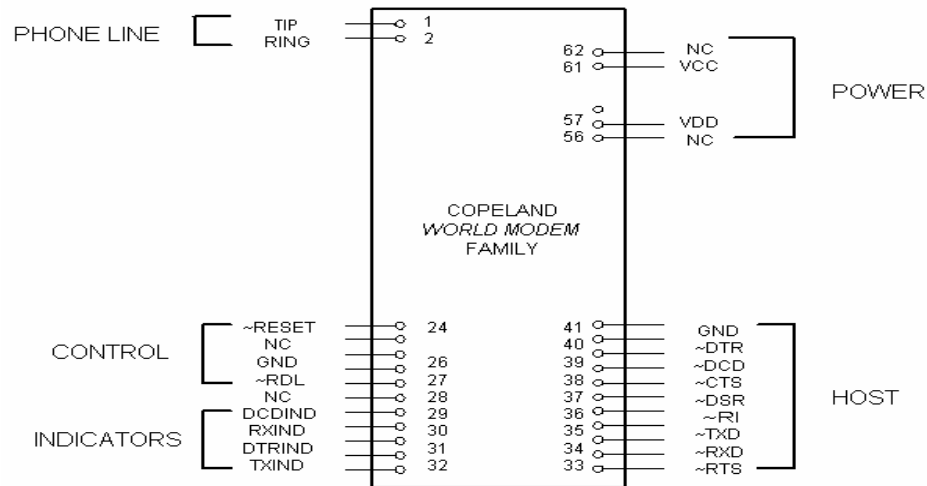 PHONE LINE
TIP
RING
1
2
62 NC
61 VCC
57 VDD
56 NC
POWER
COPELAND
WORLD MODEM
FAMILY
CONTROL
~RESET 24
NC
GND 26
~RDL 27
NC 28
INDICATORS
DCDIND 29
RXIND 30
DTRIND 31
TXIND 32
41 GND
40 ~DTR
39 ~DCD
38 ~CTS
37 ~DSR
36 ~RI
35 ~TXD
34 ~RXD
33 ~RTS
HOST